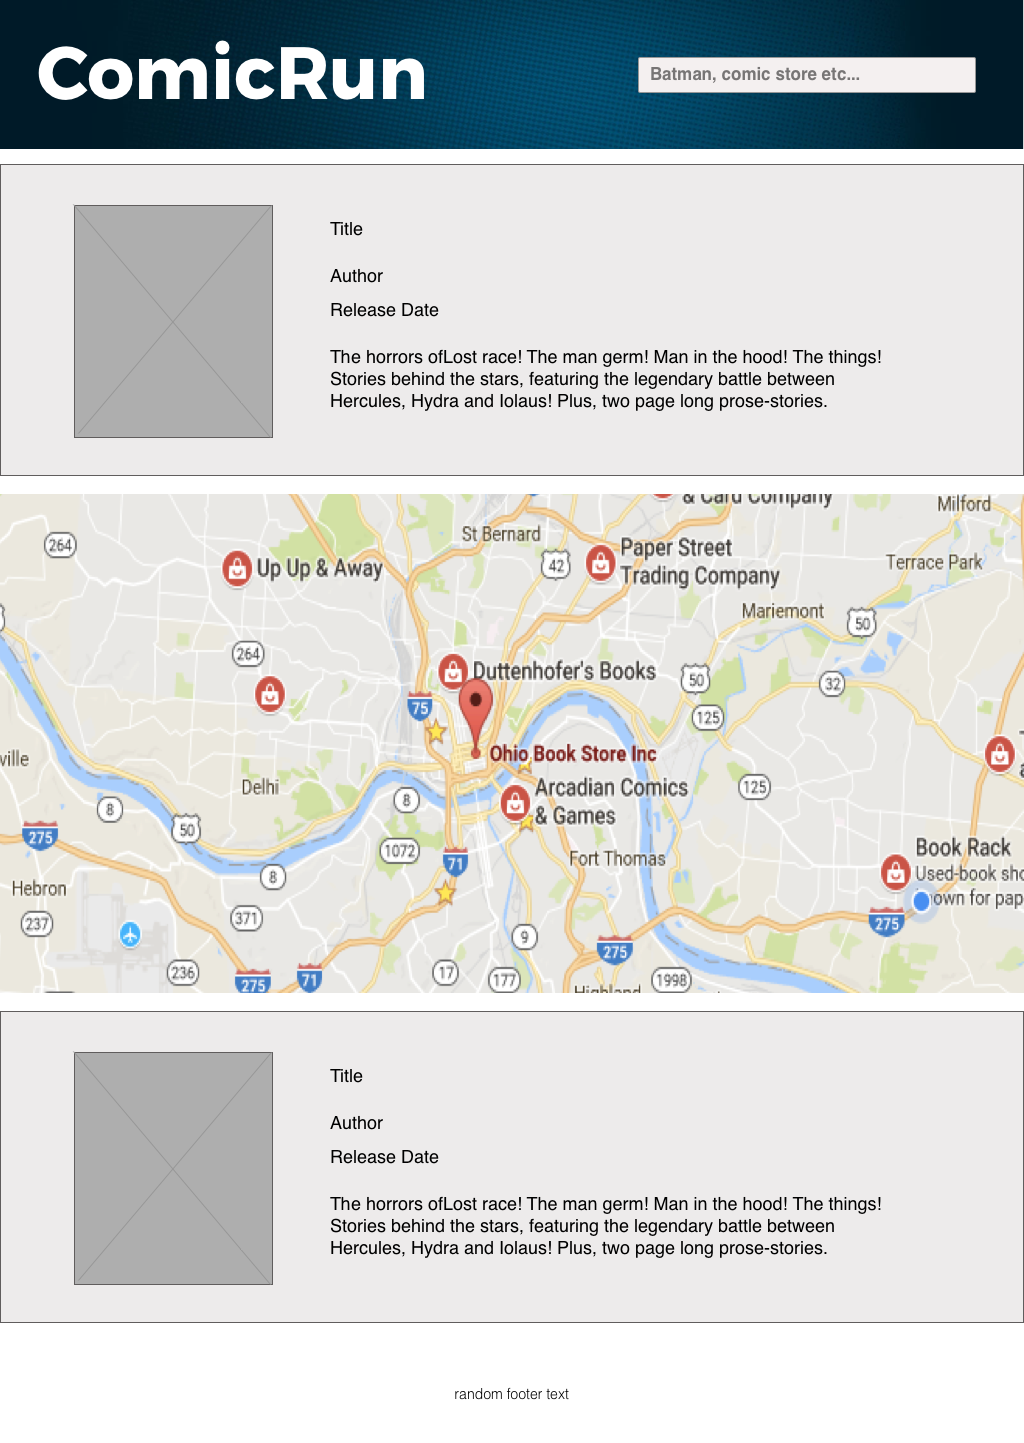 ComicRun
Batman, comic store etc...
Title
Author
Release Date
The horrors ofLost race! The man germ! Man in the hood! The things!
Stories behind the stars, featuring the legendary battle between
Hercules, Hydra and Iolaus! Plus, two page long prose-stories.
& Card Company
Milford
264
St Bernard
Up Up & Away
42
Paper Street
Trading Company
Terrace Park
Mariemont
50
264
Duttenhofer's Books
50
32
75
125
Ohio Book Store Inc
ville
Delhi
8
Arcadian Comics
& Games
125
8
50
275
1072
71
Fort Thomas
Book Rack
Used-book sho
own for pap
8
Hebron
237
371
9
275
275
236
275
71
17
177
Highland
1998
Title
Author
Release Date
The horrors ofLost race! The man germ! Man in the hood! The things!
Stories behind the stars, featuring the legendary battle between
Hercules, Hydra and Iolaus! Plus, two page long prose-stories.
random footer text